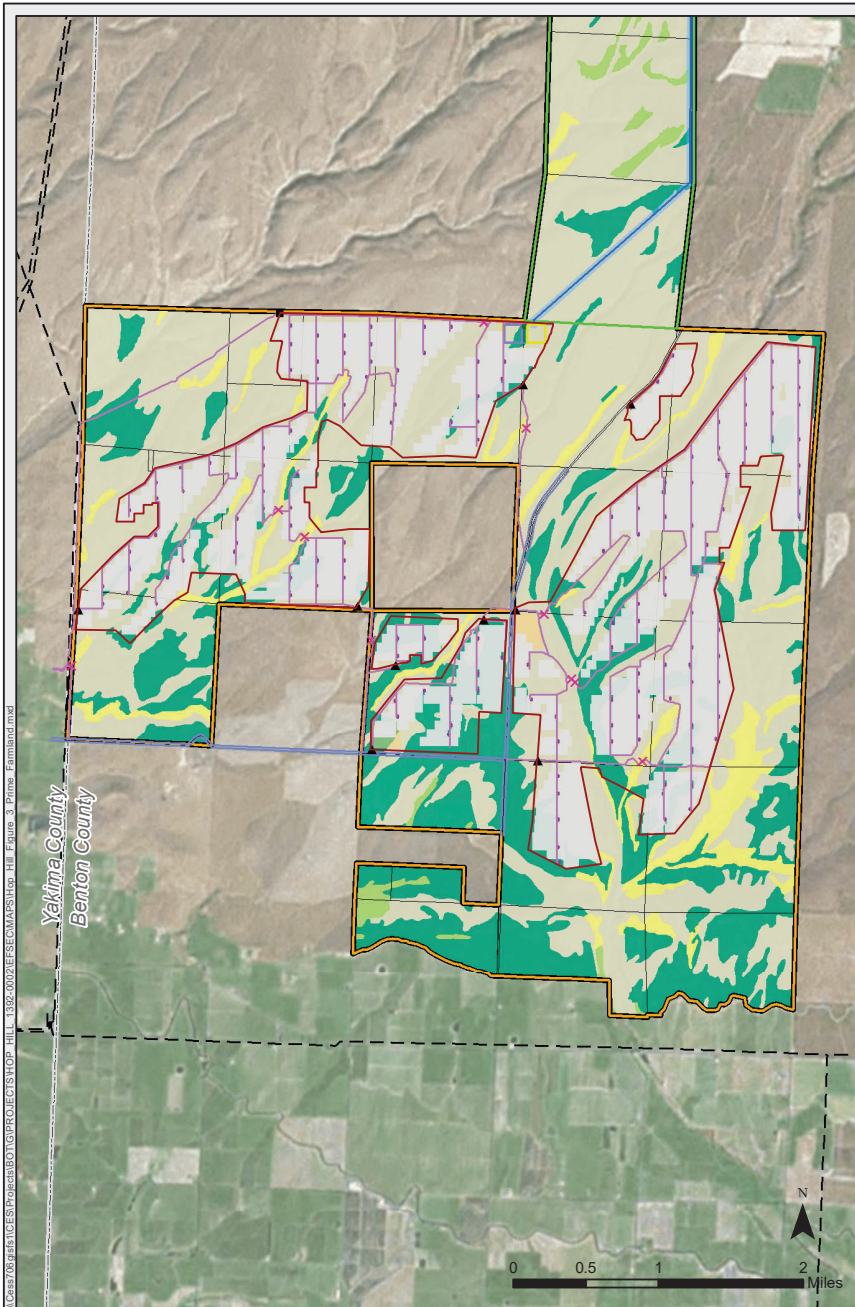 \Cess706gisfs1\CES\Projects\BOT\G\PROJECTS\HOP_HILL_1392-0002\EFSEC\MAPS\Hop_Hill_Figure_3_Prime_Farmland.mxd
Yakima County
Benton County
N
0 0.5 1 2
Miles